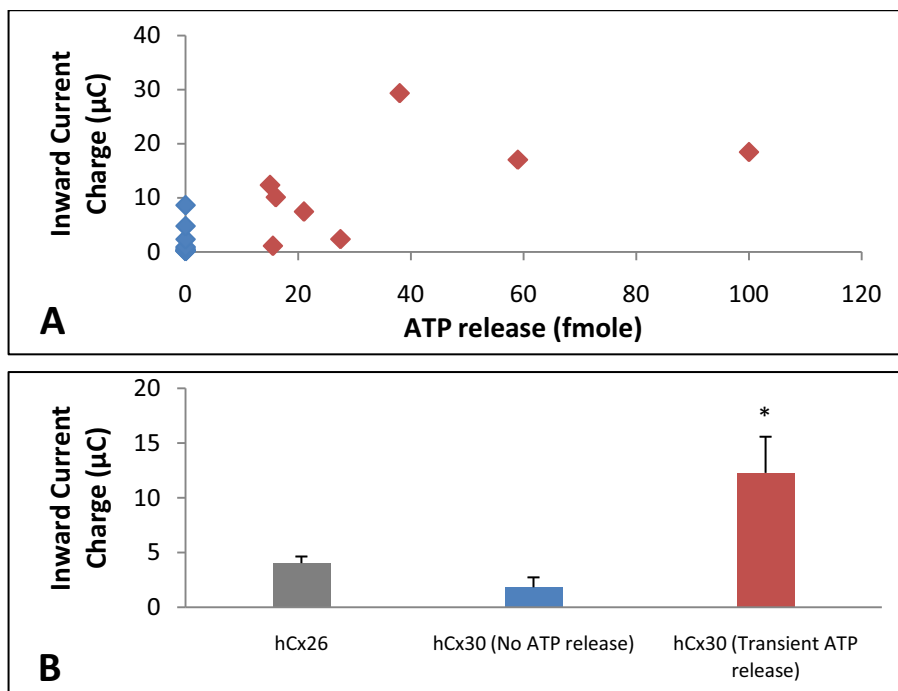 40
30
20
10
0
Inward Current
Charge (µC)
0 20 40 60 80 100 120
ATP release (fmole)
A
20
15
10
5
0
Inward Current
Charge (µC)
*
hCx26 hCx30 (No ATP release) hCx30 (Transient ATP
release)
B